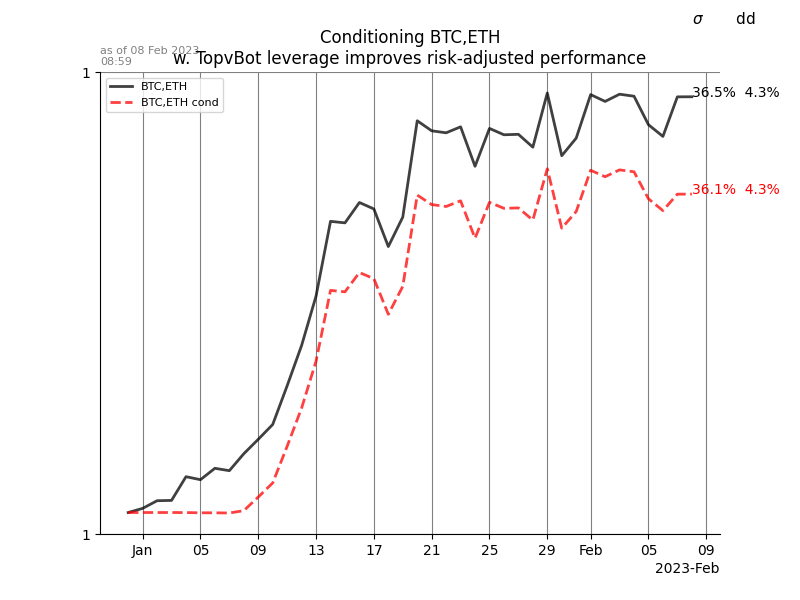 σ dd
Conditioning BTC,ETH
as of 08 Feb 2023
08:59
w. TopvBot leverage improves risk-adjusted performance
1
BTC,ETH
BTC,ETH cond
36.5% 4.3%
36.1% 4.3%
1
Jan 05 09 13 17 21 25 29 Feb 05 09
2023-Feb